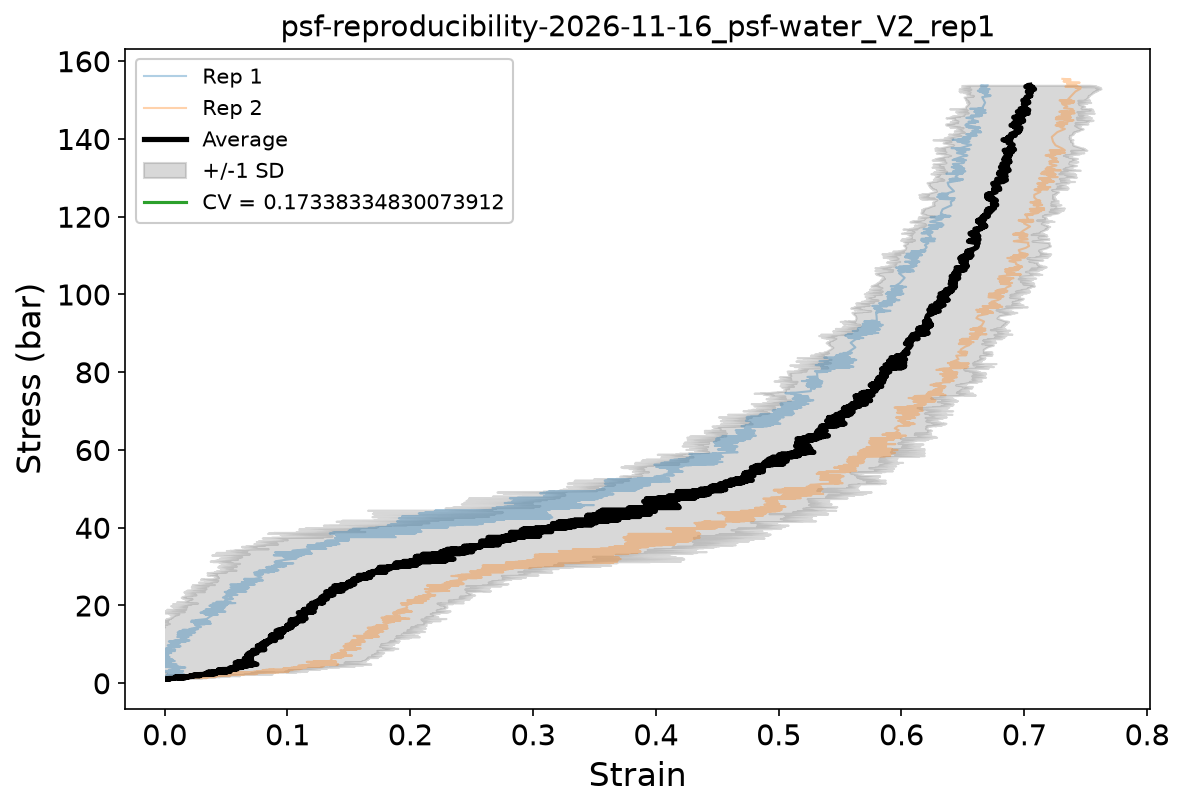 psf-reproducibility-2026-11-16_psf-water_V2_rep1
Rep 1
Rep 2
Average
+/-1 SD
CV = 0.17338334830073912
Stress (bar)
160
140
120
100
80
60
40
20
0
0.0 0.1 0.2 0.3 0.4 0.5 0.6 0.7 0.8
Strain